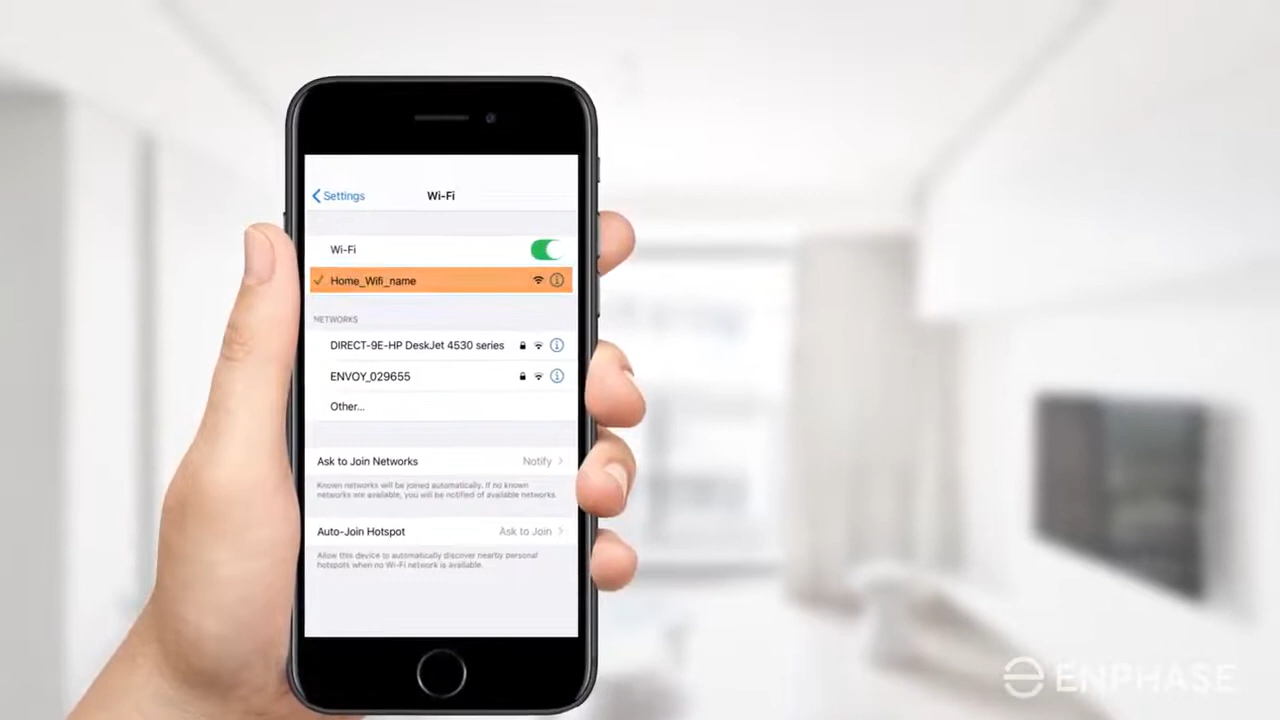 Settings
Wi-Fi
Wi-Fi
Home_Wifi_name
NETWORKS
DIRECT-9E-HP DeskJet 4530 series
ENVOY_029655
Other...
Ask to Join Networks Notify
Known networks will be joined automatically. If no known
networks are available, you will be notified of available networks.
Auto-Join Hotspot Ask to Join
Allow this device to automatically discover nearby personal
hotspots when no Wi-Fi network is available.
ENPHASE